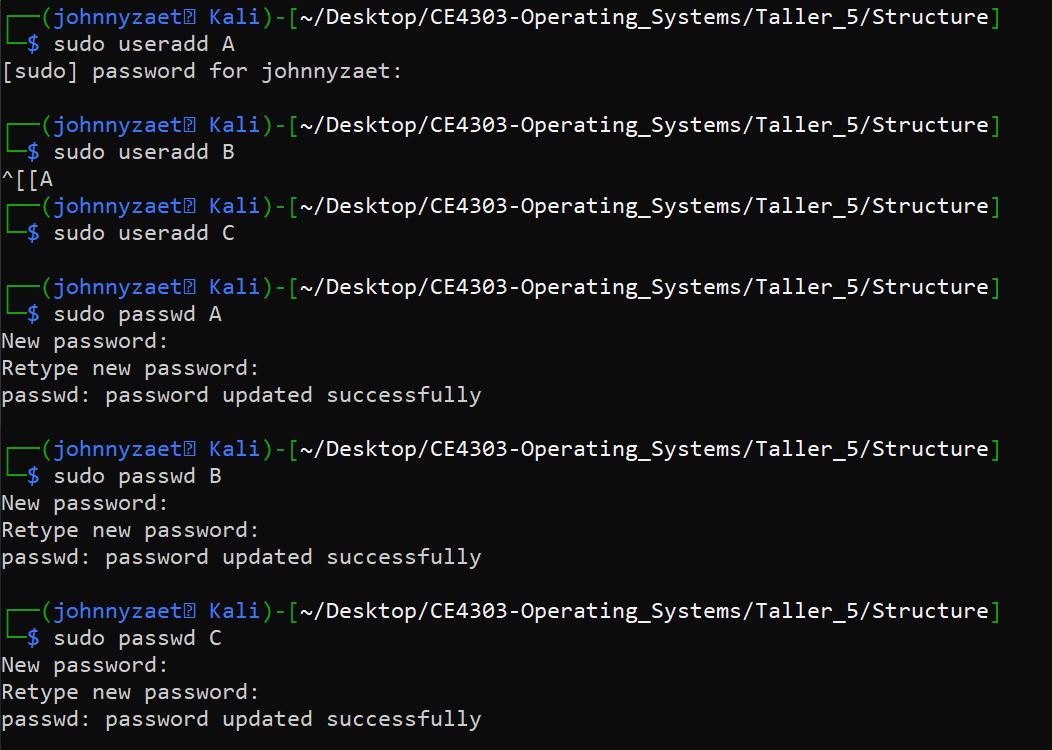 ┌──(johnnyzaet㉿ Kali)-[~/Desktop/CE4303-Operating_Systems/Taller_5/Structure]
└─$ sudo useradd A
[sudo] password for johnnyzaet:
┌──(johnnyzaet㉿ Kali)-[~/Desktop/CE4303-Operating_Systems/Taller_5/Structure]
└─$ sudo useradd B
^[[A
┌──(johnnyzaet㉿ Kali)-[~/Desktop/CE4303-Operating_Systems/Taller_5/Structure]
└─$ sudo useradd C
┌──(johnnyzaet㉿ Kali)-[~/Desktop/CE4303-Operating_Systems/Taller_5/Structure]
└─$ sudo passwd A
New password:
Retype new password:
passwd: password updated successfully
┌──(johnnyzaet㉿ Kali)-[~/Desktop/CE4303-Operating_Systems/Taller_5/Structure]
└─$ sudo passwd B
New password:
Retype new password:
passwd: password updated successfully
┌──(johnnyzaet㉿ Kali)-[~/Desktop/CE4303-Operating_Systems/Taller_5/Structure]
└─$ sudo passwd C
New password:
Retype new password:
passwd: password updated successfully